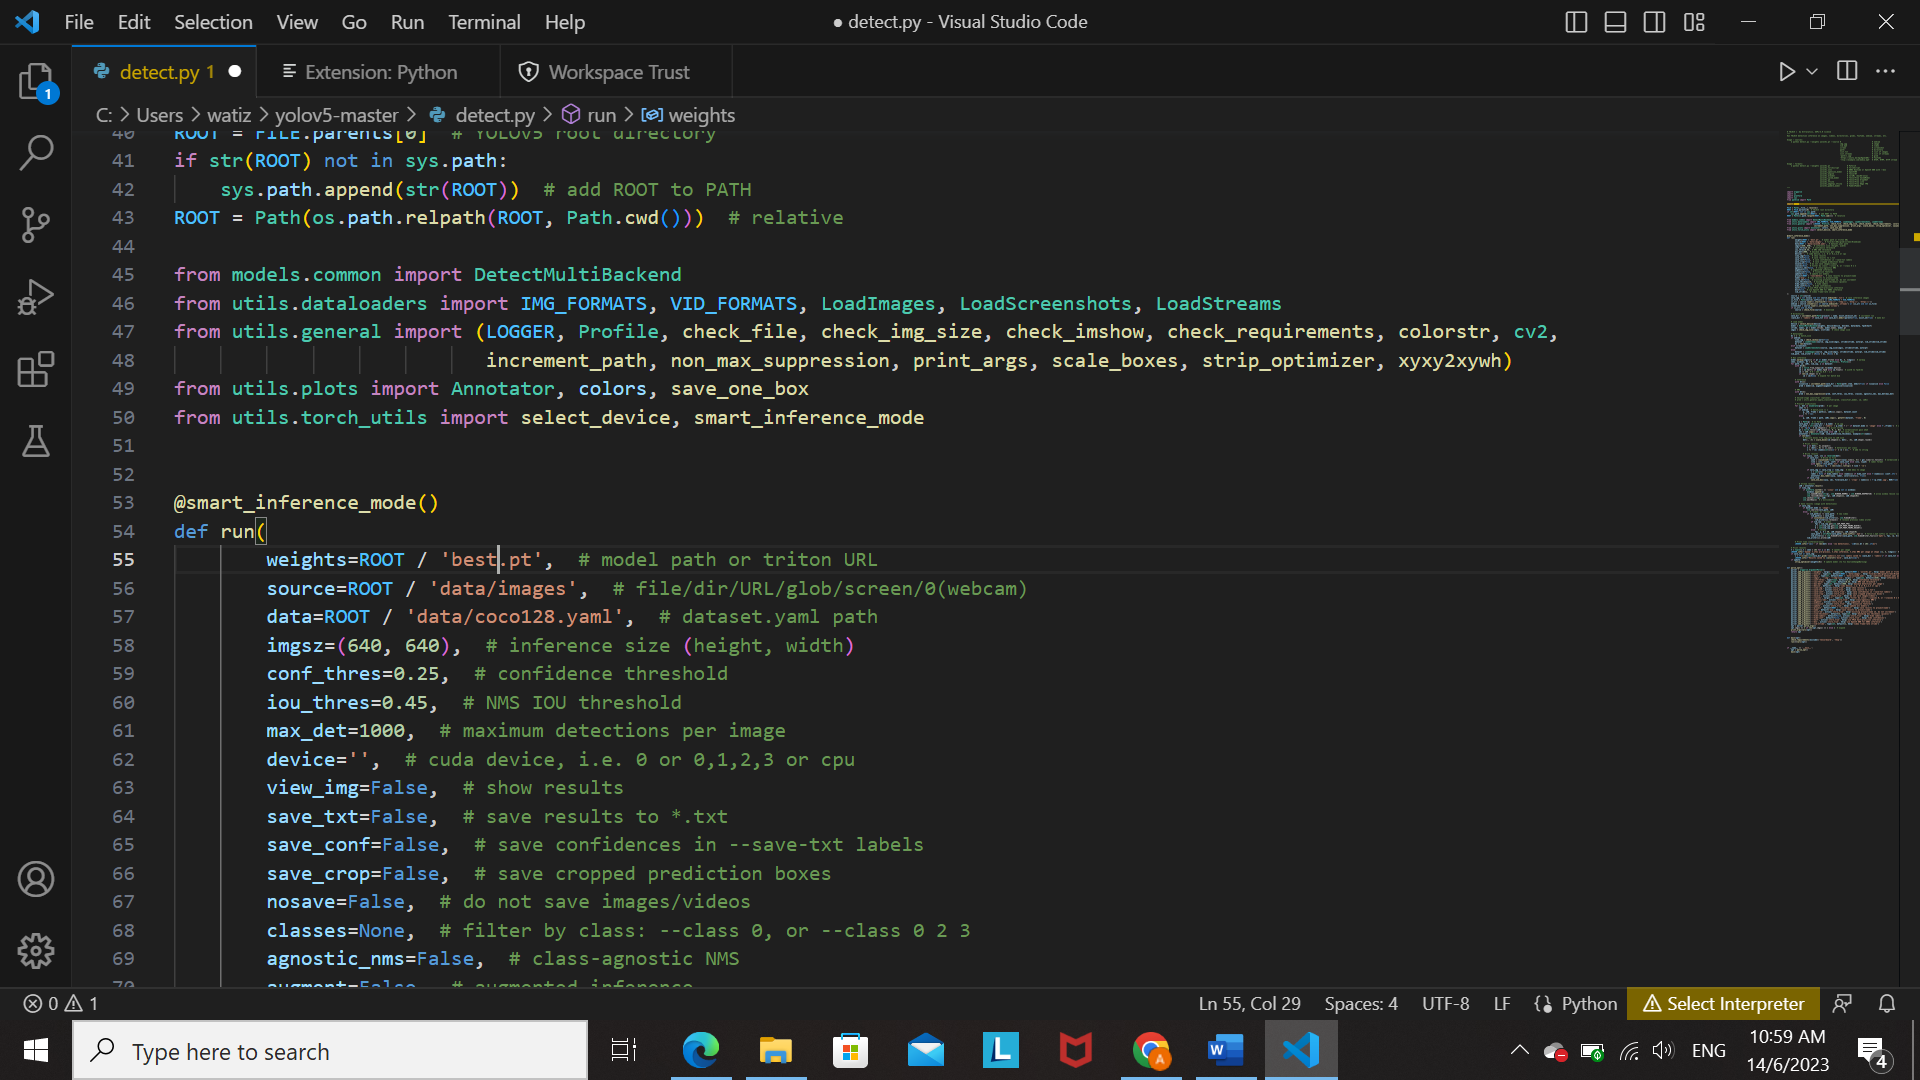 File Edit Selection View Go Run Terminal Help
● detect.py - Visual Studio Code
detect.py 1 ●
Extension: Python
Workspace Trust
1
C: > Users > watiz > yolov5-master > detect.py > run > weights
40 ROOT = FILE.parents[0]  # YOLOv5 root directory
41 if str(ROOT) not in sys.path:
42     sys.path.append(str(ROOT))  # add ROOT to PATH
43 ROOT = Path(os.path.relpath(ROOT, Path.cwd()))  # relative
44
45 from models.common import DetectMultiBackend
46 from utils.dataloaders import IMG_FORMATS, VID_FORMATS, LoadImages, LoadScreenshots, LoadStreams
47 from utils.general import (LOGGER, Profile, check_file, check_img_size, check_imshow, check_requirements, colorstr, cv2,
48                            increment_path, non_max_suppression, print_args, scale_boxes, strip_optimizer, xyxy2xywh)
49 from utils.plots import Annotator, colors, save_one_box
50 from utils.torch_utils import select_device, smart_inference_mode
51
52
53 @smart_inference_mode()
54 def run(
55         weights=ROOT / 'best.pt',  # model path or triton URL
56         source=ROOT / 'data/images',  # file/dir/URL/glob/screen/0(webcam)
57         data=ROOT / 'data/coco128.yaml',  # dataset.yaml path
58         imgsz=(640, 640),  # inference size (height, width)
59         conf_thres=0.25,  # confidence threshold
60         iou_thres=0.45,  # NMS IOU threshold
61         max_det=1000,  # maximum detections per image
62         device='',  # cuda device, i.e. 0 or 0,1,2,3 or cpu
63         view_img=False,  # show results
64         save_txt=False,  # save results to *.txt
65         save_conf=False,  # save confidences in --save-txt labels
66         save_crop=False,  # save cropped prediction boxes
67         nosave=False,  # do not save images/videos
68         classes=None,  # filter by class: --class 0, or --class 0 2 3
69         agnostic_nms=False,  # class-agnostic NMS
70         augment=False,  # augmented inference
0 1
Ln 55, Col 29
Spaces: 4
UTF-8
LF
Python
Select Interpreter
Type here to search
L
A
W
ENG
10:59 AM
14/6/2023
4